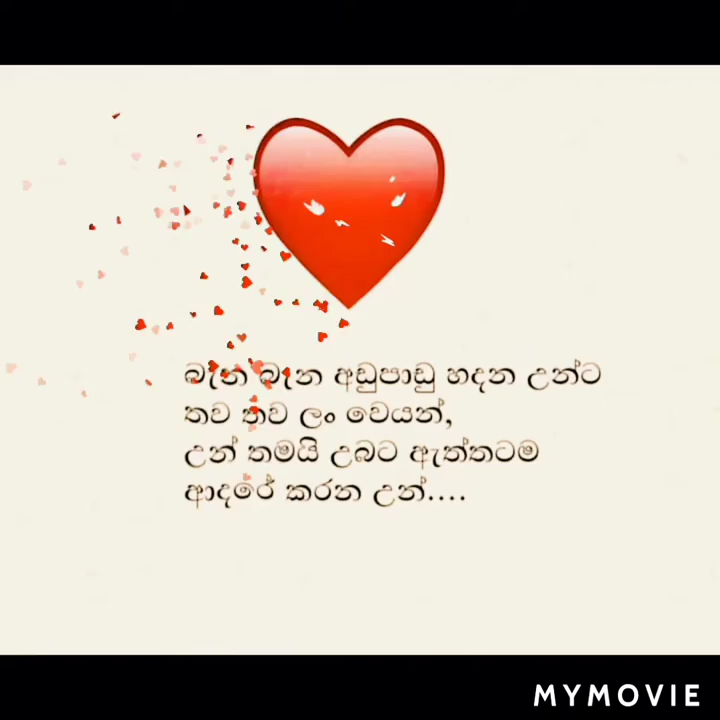 බැන බැන අඩුපාඩු හදන උන්ට
තව තව ලං වෙයන්,
උන් තමයි උබට ඇත්තටම
ආදරේ කරන උන්....
MYMOVIE